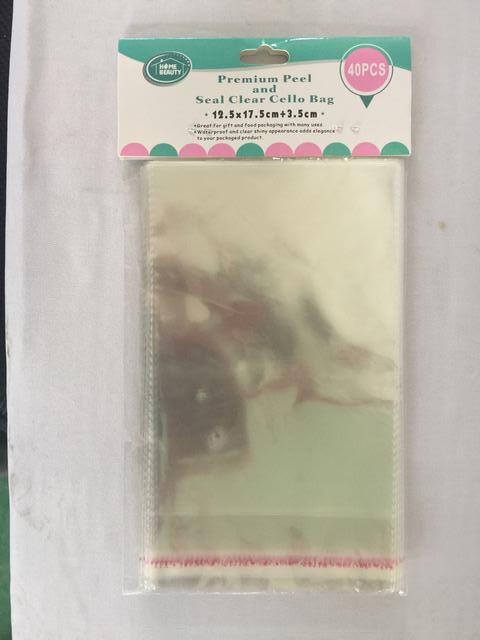 HOME
BEAUTY
40PCS
Premium Peel
and
Seal Clear Cello Bag
• 12.5x17.5cm+3.5cm •
•Great for gift and food packaging with many uses.
•Waterproof and clear shiny appearance adds elegance
to your packaged product.